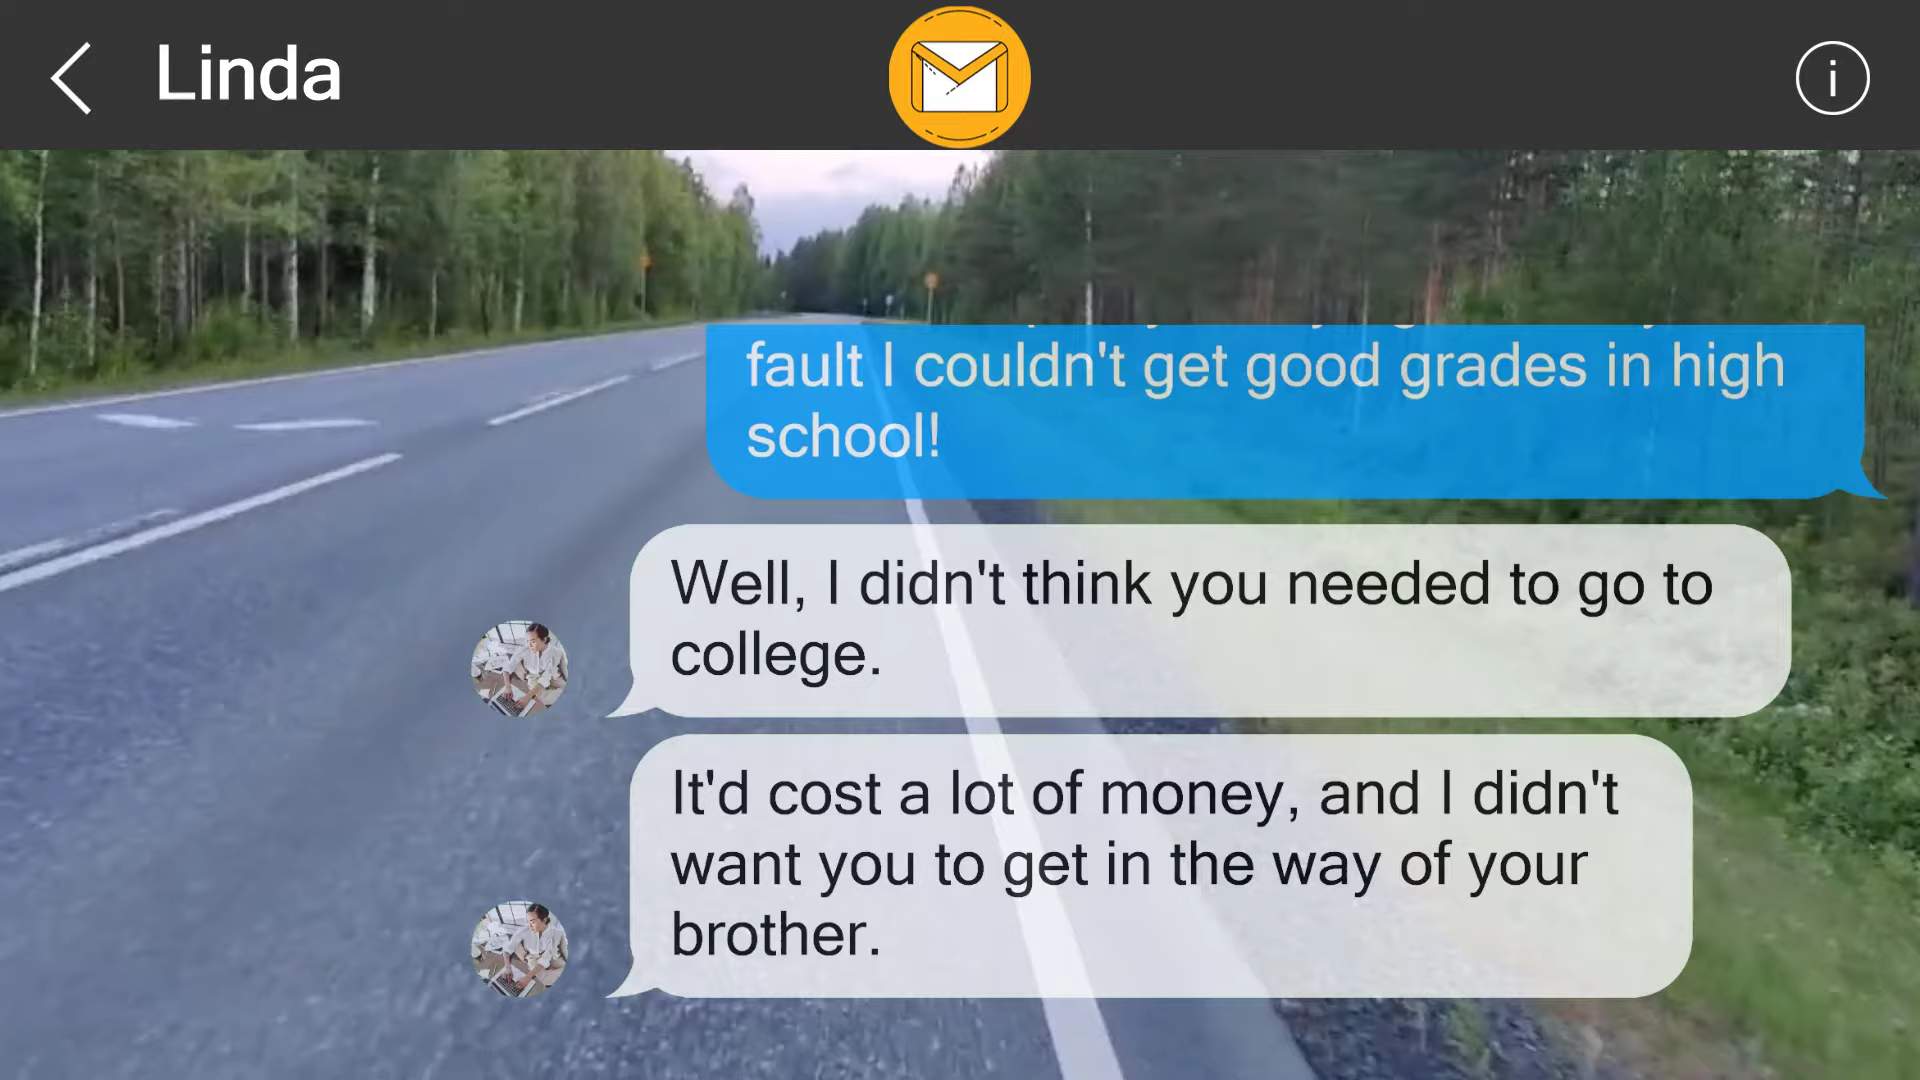 Linda
fault I couldn't get good grades in high
school!
Well, I didn't think you needed to go to
college.
It'd cost a lot of money, and I didn't
want you to get in the way of your
brother.